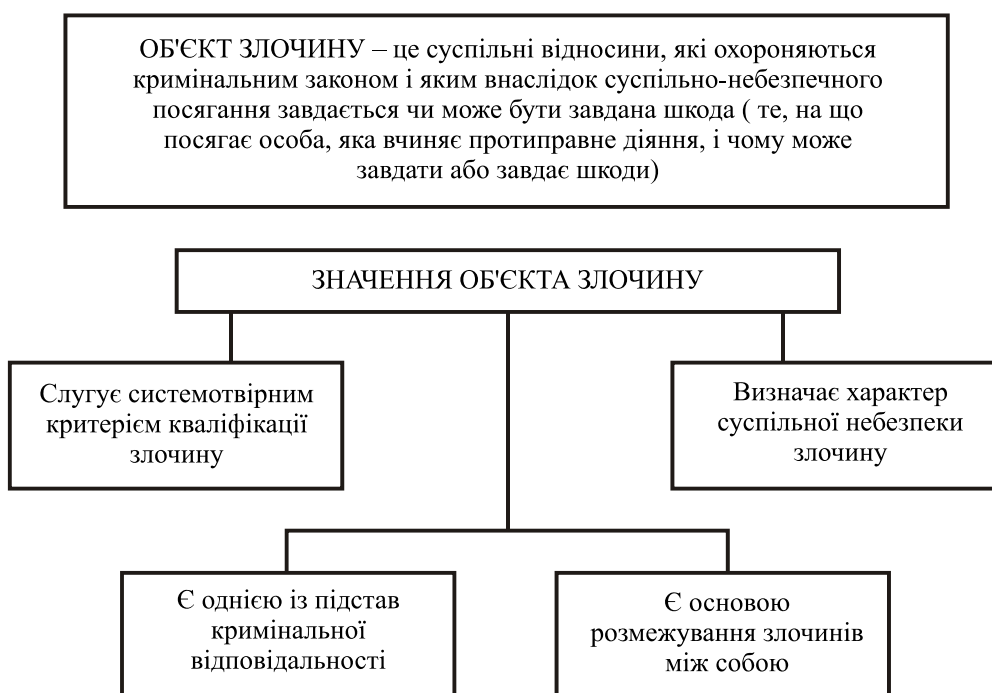 ОБ'ЄКТ ЗЛОЧИНУ – це суспільні відносини, які охороняються
кримінальним законом і яким внаслідок суспільно-небезпечного
посягання завдається чи може бути завдана шкода ( те, на що
посягає особа, яка вчиняє протиправне діяння, і чому може
завдати або завдає шкоди)
ЗНАЧЕННЯ ОБ'ЄКТА ЗЛОЧИНУ
Слугує системотвірним
критерієм кваліфікації
злочину
Визначає характер
суспільної небезпеки
злочину
Є однією із підстав
кримінальної
відповідальності
Є основою
розмежування злочинів
між собою